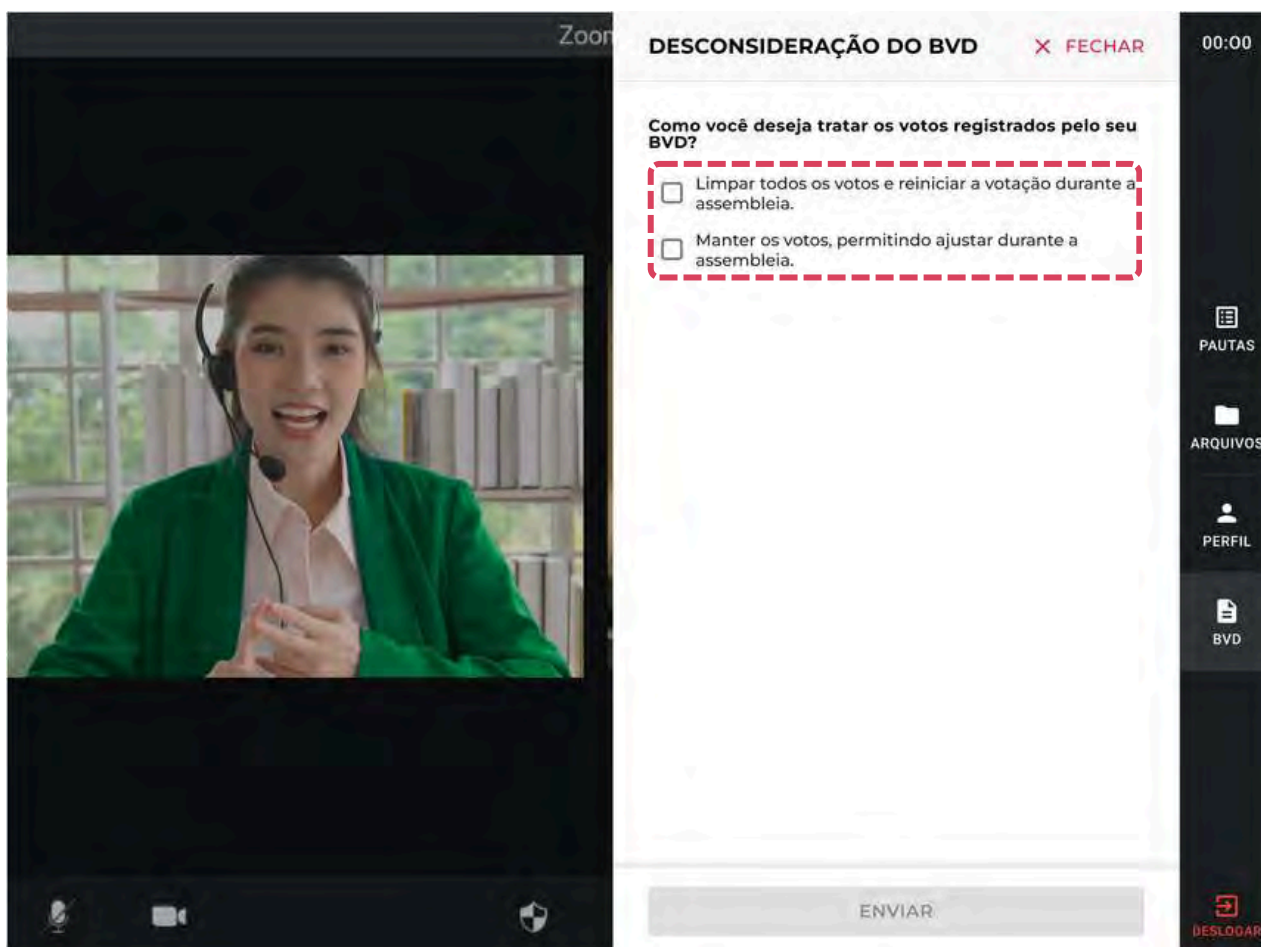 Zoom
DESCONSIDERAÇÃO DO BVD
FECHAR
00:00
Como você deseja tratar os votos registrados pelo seu
BVD?
Limpar todos os votos e reiniciar a votação durante a
assembleia.
Manter os votos, permitindo ajustar durante a
assembleia.
PAUTAS
ARQUIVOS
PERFIL
BVD
ENVIAR
DESLOGAR